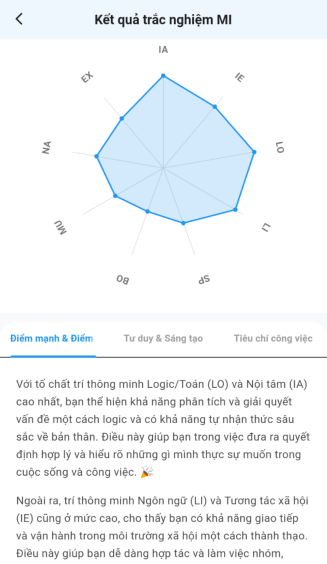 Kết quả trắc nghiệm MI
IA
EX
IE
NA
LO
MU
LI
BO
SP
Điểm mạnh & Điểm
Tư duy & Sáng tạo
Tiêu chí công việc
Với tố chất trí thông minh Logic/Toán (LO) và Nội tâm (IA)
cao nhất, bạn thể hiện khả năng phân tích và giải quyết
vấn đề một cách logic và có khả năng tự nhận thức sâu
sắc về bản thân. Điều này giúp bạn trong việc đưa ra quyết
định hợp lý và hiểu rõ những gì mình thực sự muốn trong
cuộc sống và công việc. 🎉
Ngoài ra, trí thông minh Ngôn ngữ (LI) và Tương tác xã hội
(IE) cũng ở mức cao, cho thấy bạn có khả năng giao tiếp
và vận hành trong môi trường xã hội một cách thành thạo.
Điều này giúp bạn dễ dàng hợp tác và làm việc nhóm,